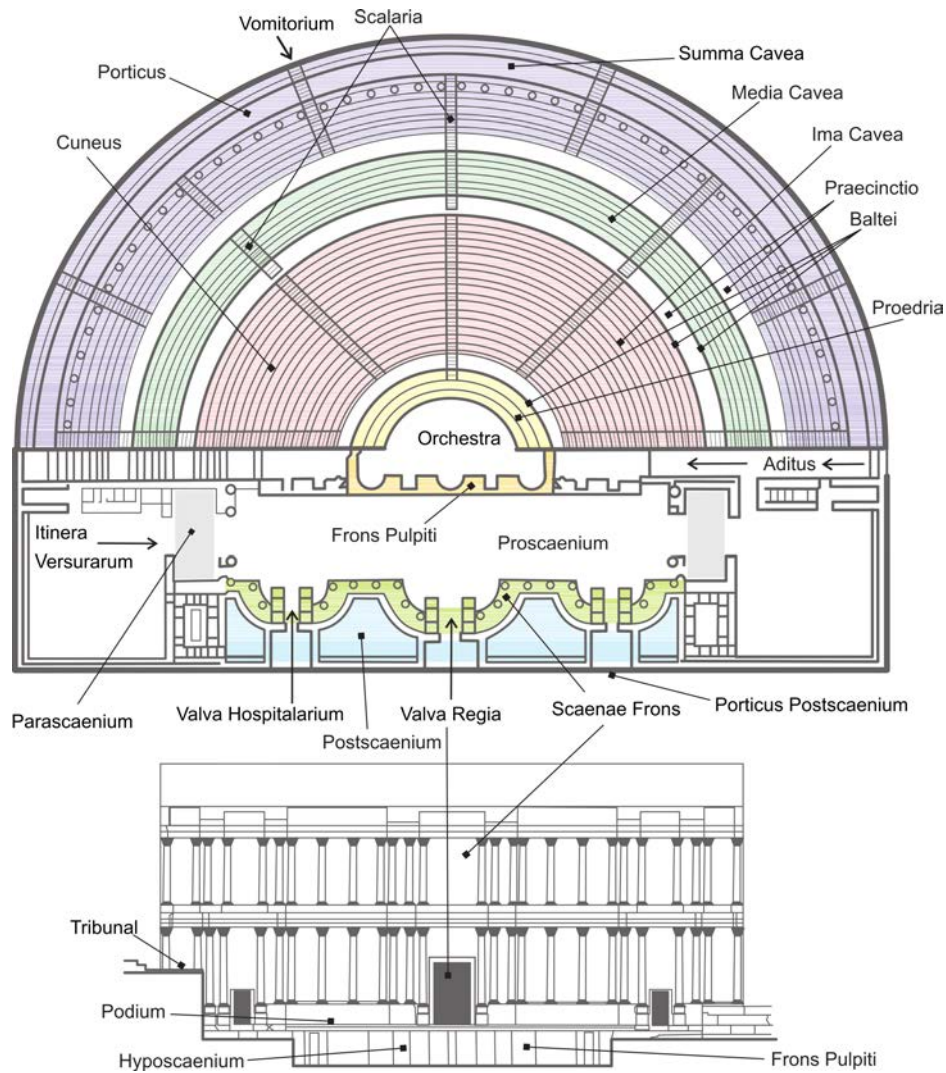 Scalaria
Vomitorium
Summa Cavea
Porticus
Media Cavea
Cuneus
Ima Cavea
Praecinctio
Baltei
Proedria
Orchestra
Aditus
Itinera
Versurarum
Frons Pulpiti
Proscaenium
Parascaenium
Valva Hospitalarium
Valva Regia
Scaenae Frons
Porticus Postscaenium
Postscaenium
Tribunal
Podium
Hyposcaenium
Frons Pulpiti